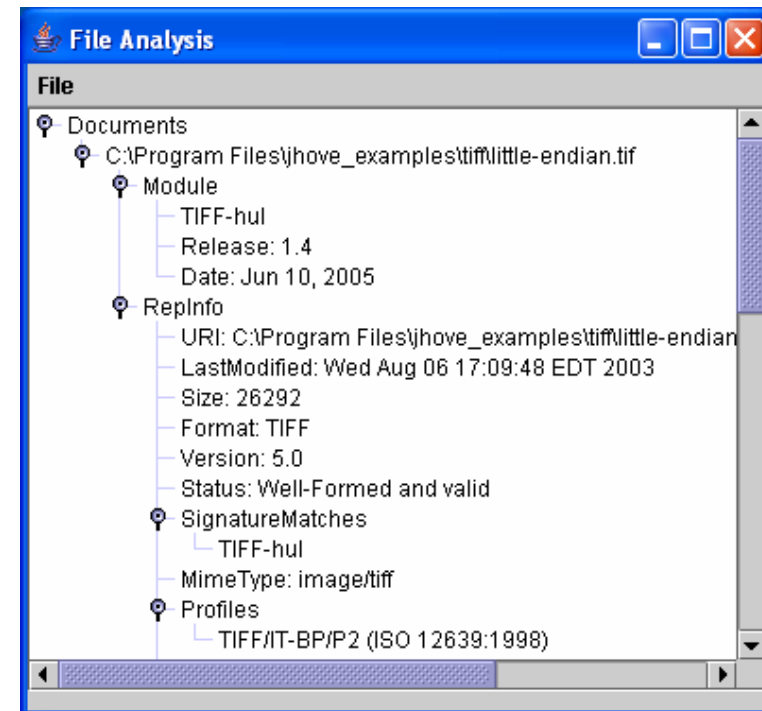 File Analysis
File
Documents
C:\Program Files\jhove_examples\tiff\little-endian.tif
Module
TIFF-hul
Release: 1.4
Date: Jun 10, 2005
RepInfo
URI: C:\Program Files\jhove_examples\tiff\little-endian
LastModified: Wed Aug 06 17:09:48 EDT 2003
Size: 26292
Format: TIFF
Version: 5.0
Status: Well-Formed and valid
SignatureMatches
TIFF-hul
MimeType: image/tiff
Profiles
TIFF/IT-BP/P2 (ISO 12639:1998)